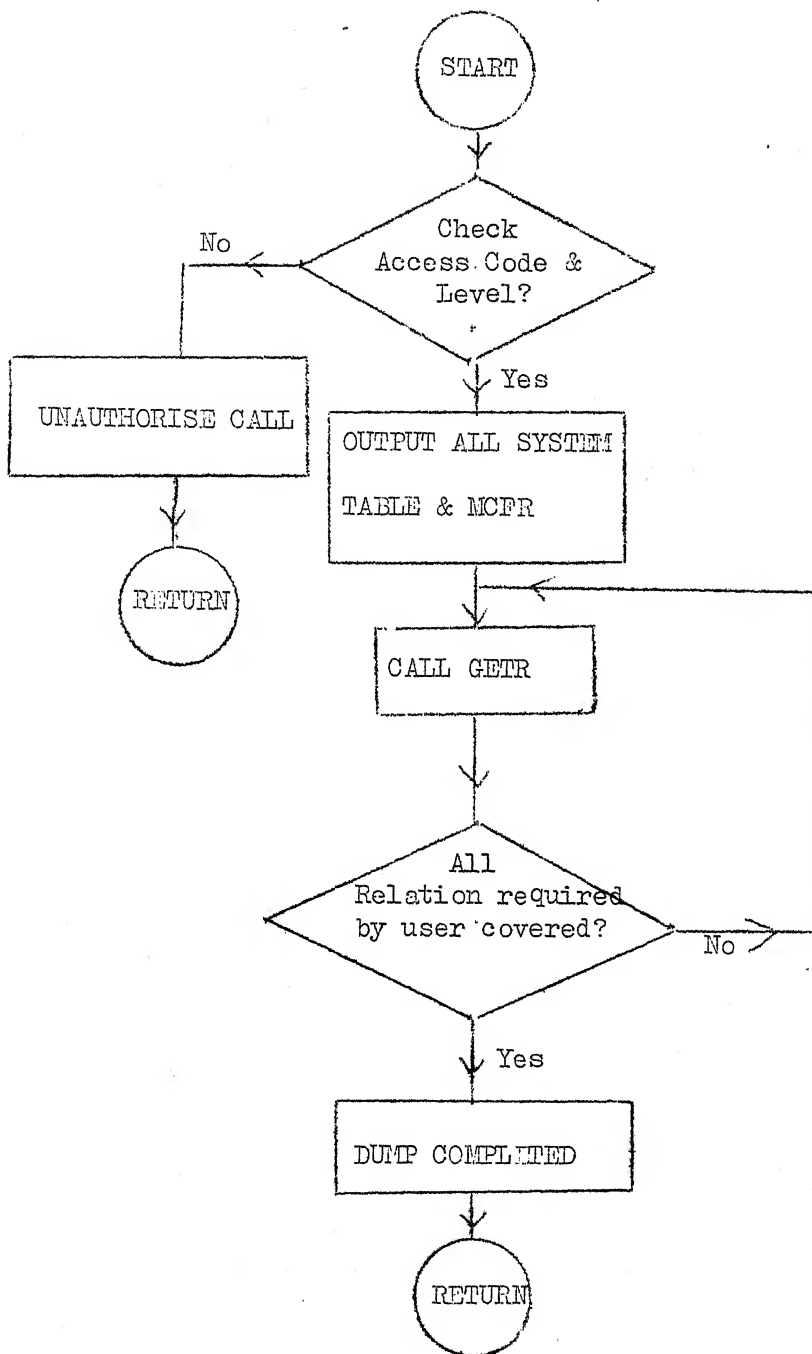 START
Check
Access Code &
Level?
No
Yes
UNAUTHORISE CALL
OUTPUT ALL SYSTEM
TABLE & MCFR
RETURN
CALL GETR
All
Relation required
by user covered?
No
Yes
DUMP COMPLITED
RETURN